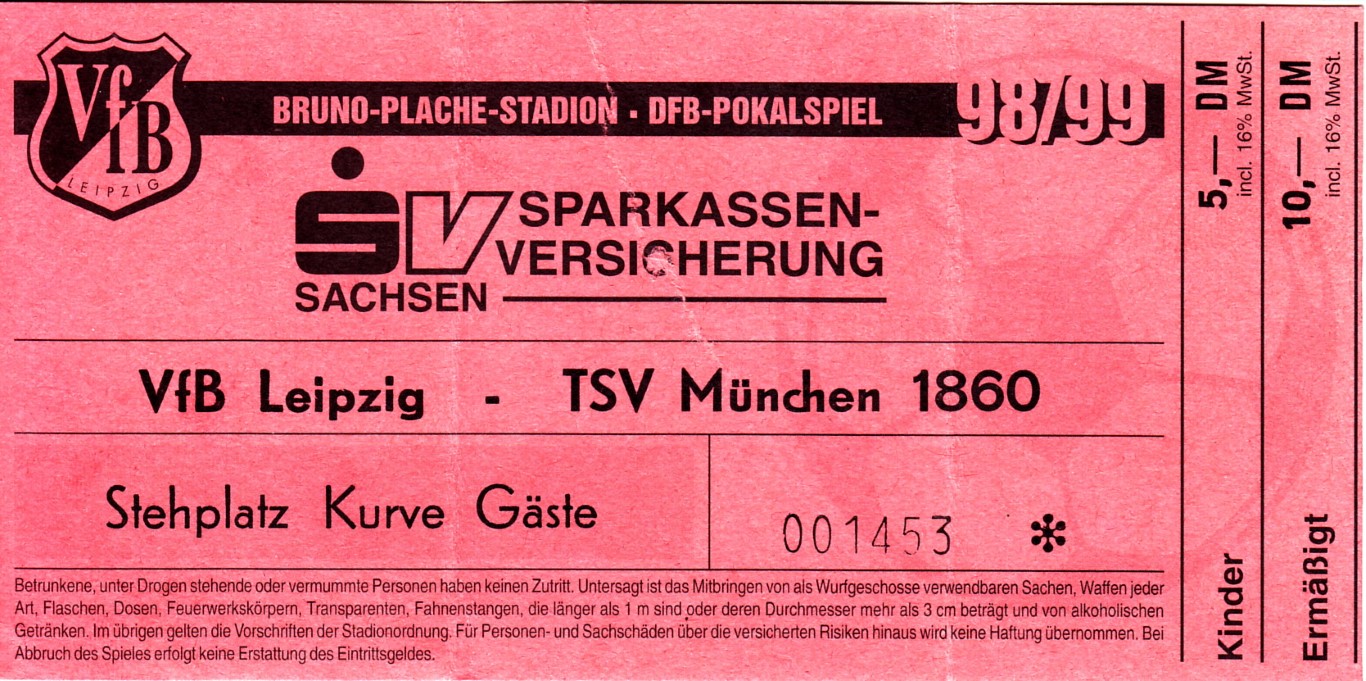 VfB
LEIPZIG
BRUNO-PLACHE-STADION · DFB-POKALSPIEL 98/99
SV SPARKASSEN-
VERSICHERUNG
SACHSEN
VfB Leipzig - TSV München 1860
Stehplatz Kurve Gäste
001453 *
Betrunkene, unter Drogen stehende oder vermummte Personen haben keinen Zutritt. Untersagt ist das Mitbringen von als Wurfgeschosse verwendbaren Sachen, Waffen jeder
Art, Flaschen, Dosen, Feuerwerkskörpern, Transparenten, Fahnenstangen, die länger als 1 m sind oder deren Durchmesser mehr als 3 cm beträgt und von alkoholischen
Getränken. Im übrigen gelten die Vorschriften der Stadionordnung. Für Personen- und Sachschäden über die versicherten Risiken hinaus wird keine Haftung übernommen. Bei
Abbruch des Spieles erfolgt keine Erstattung des Eintrittsgeldes.
Kinder 5,— DM
incl. 16% MwSt.
Ermäßigt 10,— DM
incl. 16% MwSt.